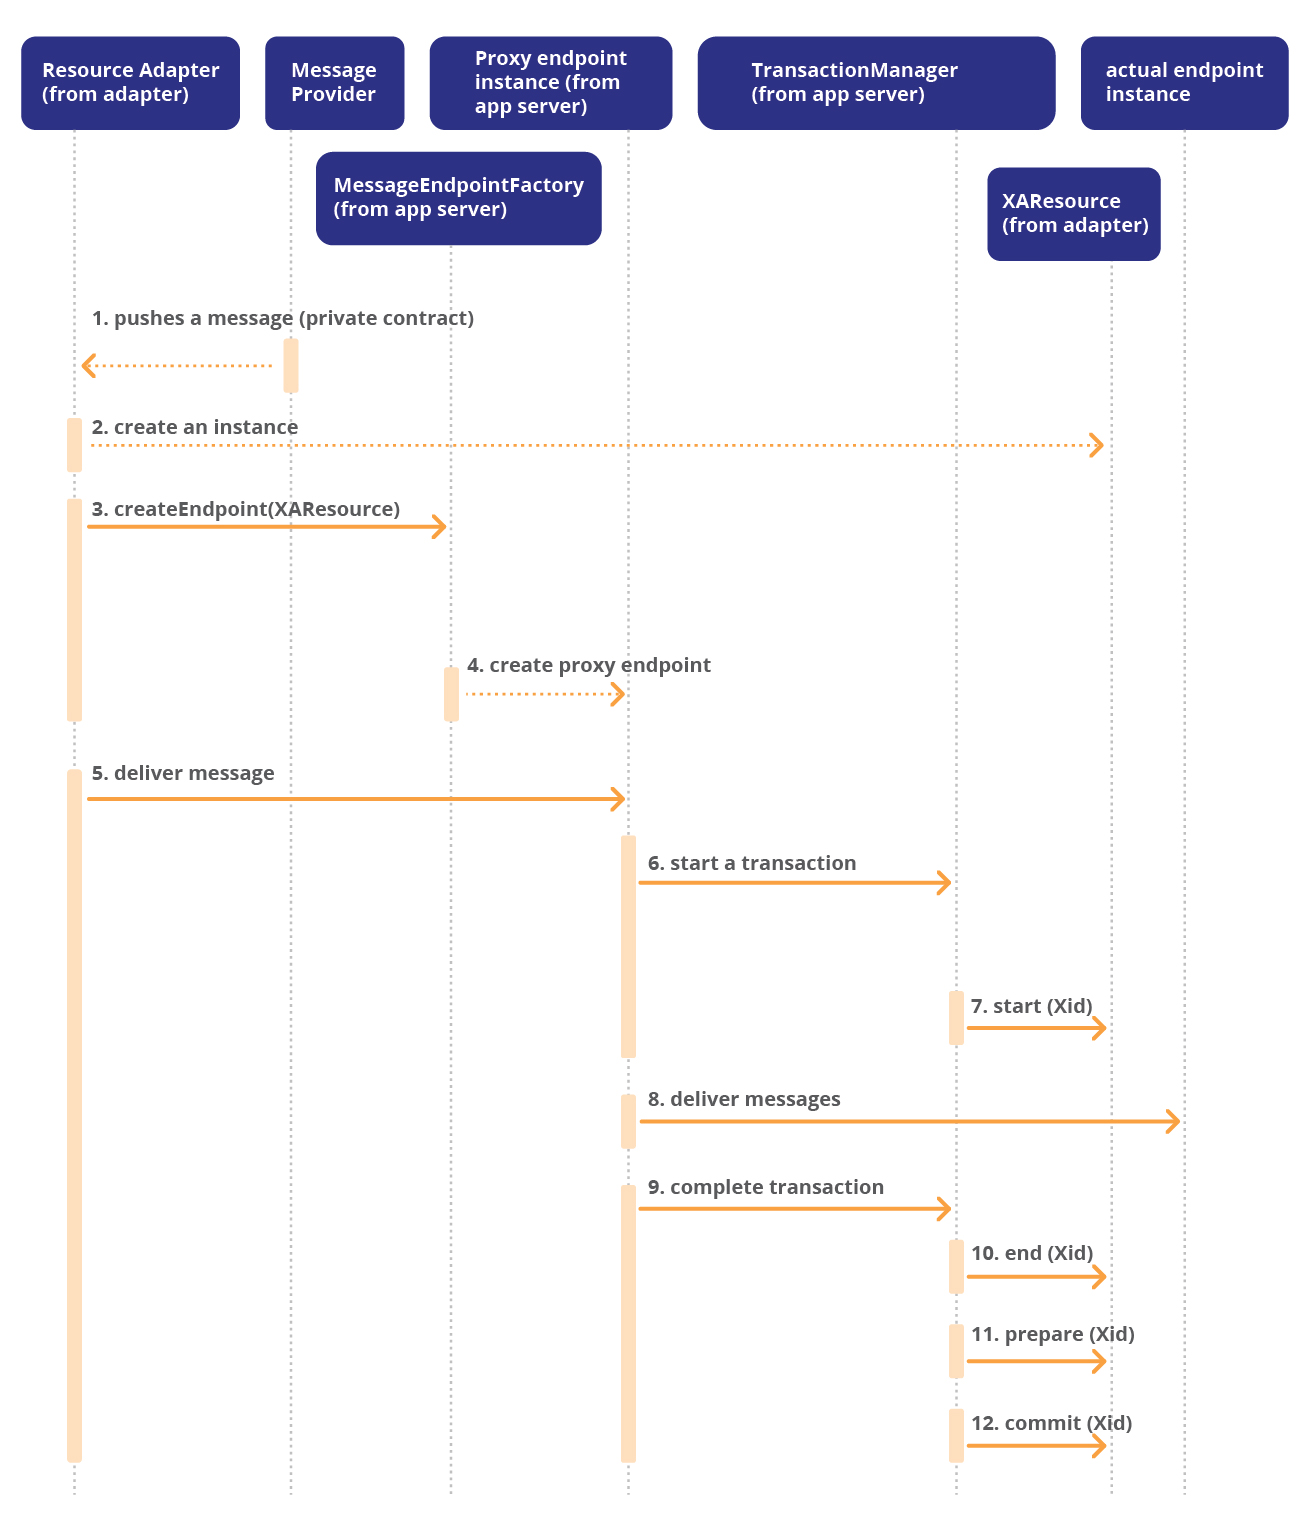 Resource Adapter
(from adapter)
Message
Provider
Proxy endpoint
instance (from
app server)
TransactionManager
(from app server)
actual endpoint
instance
MessageEndpointFactory
(from app server)
XAResource
(from adapter)
1. pushes a message (private contract)
2. create an instance
3. createEndpoint(XAResource)
4. create proxy endpoint
5. deliver message
6. start a transaction
7. start (Xid)
8. deliver messages
9. complete transaction
10. end (Xid)
11. prepare (Xid)
12. commit (Xid)